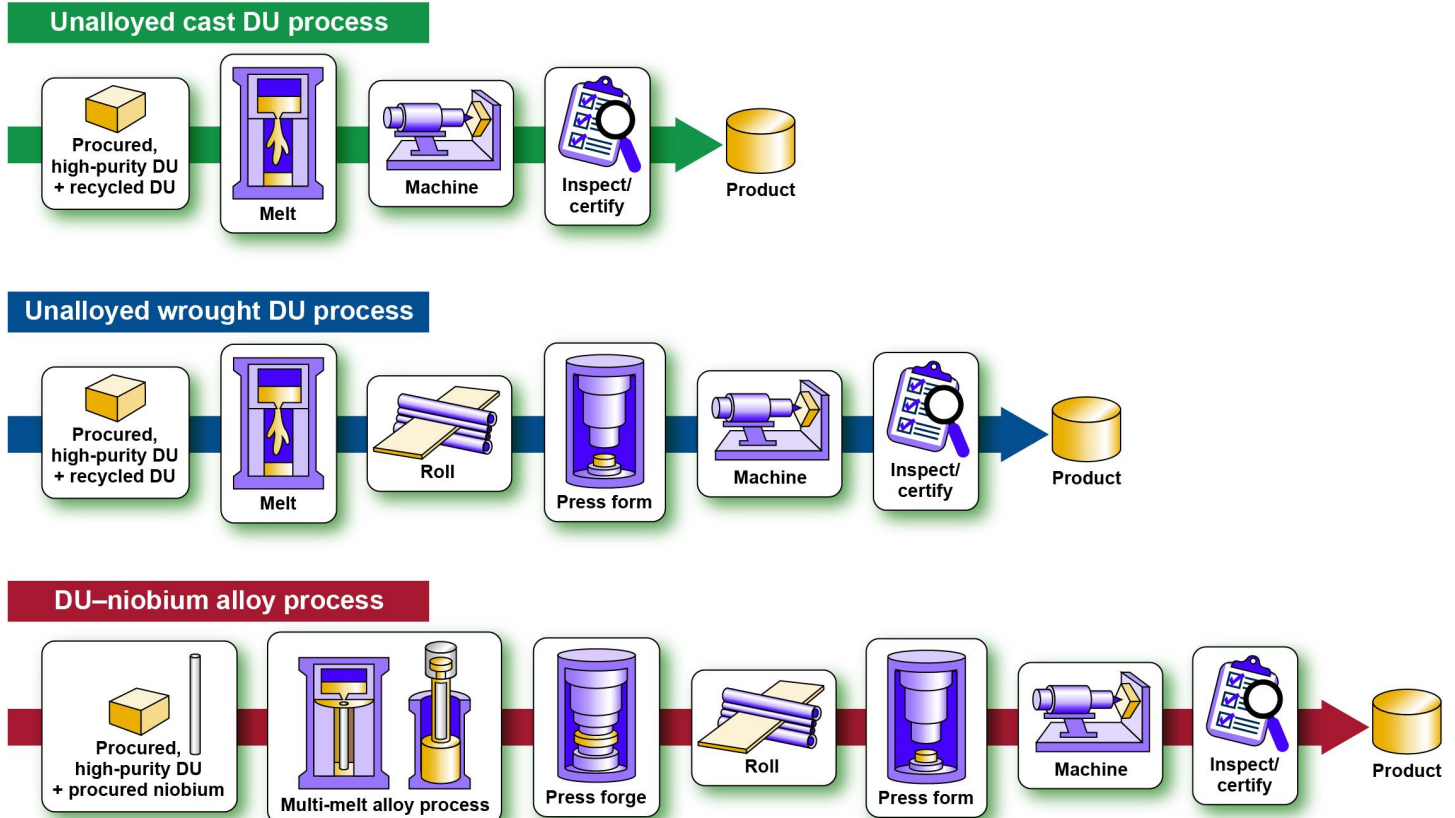 Unalloyed cast DU process
Procured,
high-purity DU
+ recycled DU
Melt
Machine
Inspect/
certify
Product
Unalloyed wrought DU process
Procured,
high-purity DU
+ recycled DU
Melt
Roll
Press form
Machine
Inspect/
certify
Product
DU–niobium alloy process
Procured,
high-purity DU
+ procured niobium
Multi-melt alloy process
Press forge
Roll
Press form
Machine
Inspect/
certify
Product